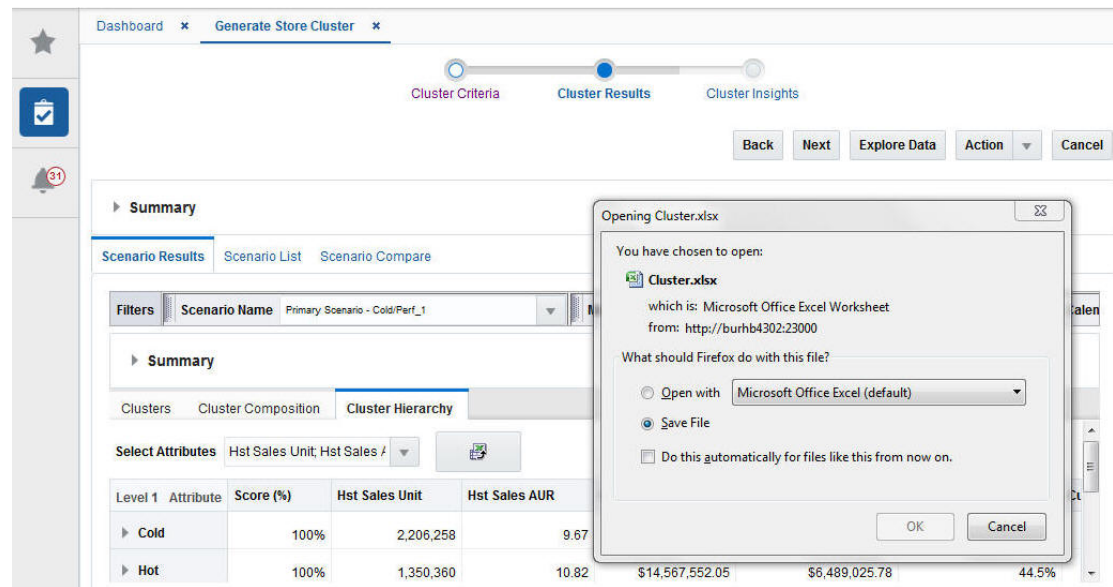 Dashboard × Generate Store Cluster ×
Cluster Criteria Cluster Results Cluster Insights
Back Next Explore Data Action Cancel
31
Summary
Scenario Results Scenario List Scenario Compare
Filters Scenario Name Primary Scenario - Cold/Perf_1
Summary
Clusters Cluster Composition Cluster Hierarchy
Select Attributes Hst Sales Unit; Hst Sales
Level 1 Attribute Score (%) Hst Sales Unit Hst Sales AUR
Cold 100% 2,206,258 9.67
Hot 100% 1,350,360 10.82 $14,567,552.05 $6,489,025.78 44.5%
Opening Cluster.xlsx
You have chosen to open:
Cluster.xlsx
which is: Microsoft Office Excel Worksheet
from: http://burhb4302:23000
What should Firefox do with this file?
Open with Microsoft Office Excel (default)
Save File
Do this automatically for files like this from now on.
OK Cancel